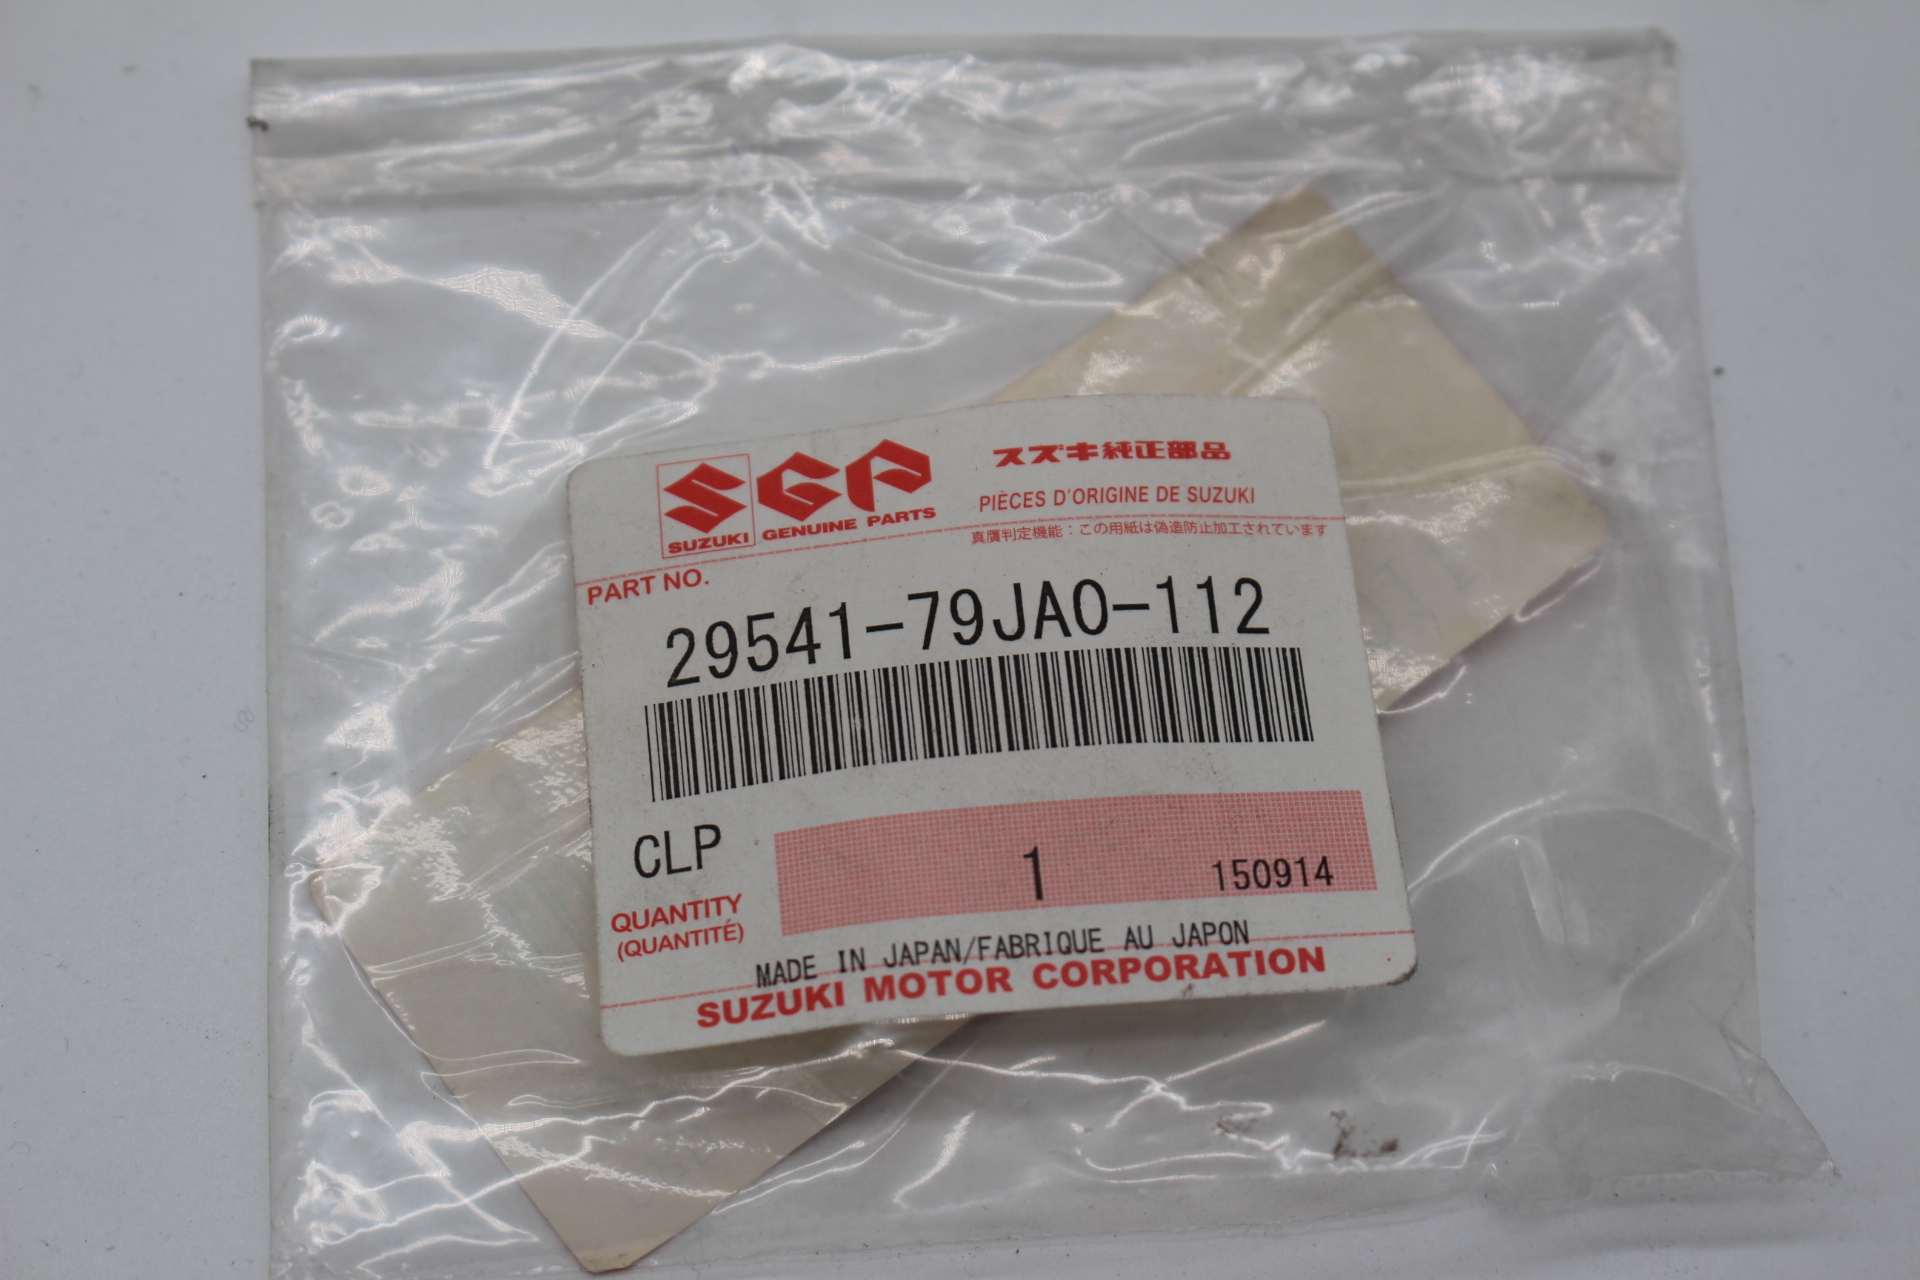 SGP
SUZUKI GENUINE PARTS
スズキ純正部品
PIÈCES D'ORIGINE DE SUZUKI
真贋判定機能：この用紙は偽造防止加工されています
PART NO.
29541-79JA0-112
CLP
1 150914
QUANTITY
(QUANTITÉ)
MADE IN JAPAN/FABRIQUE AU JAPON
SUZUKI MOTOR CORPORATION